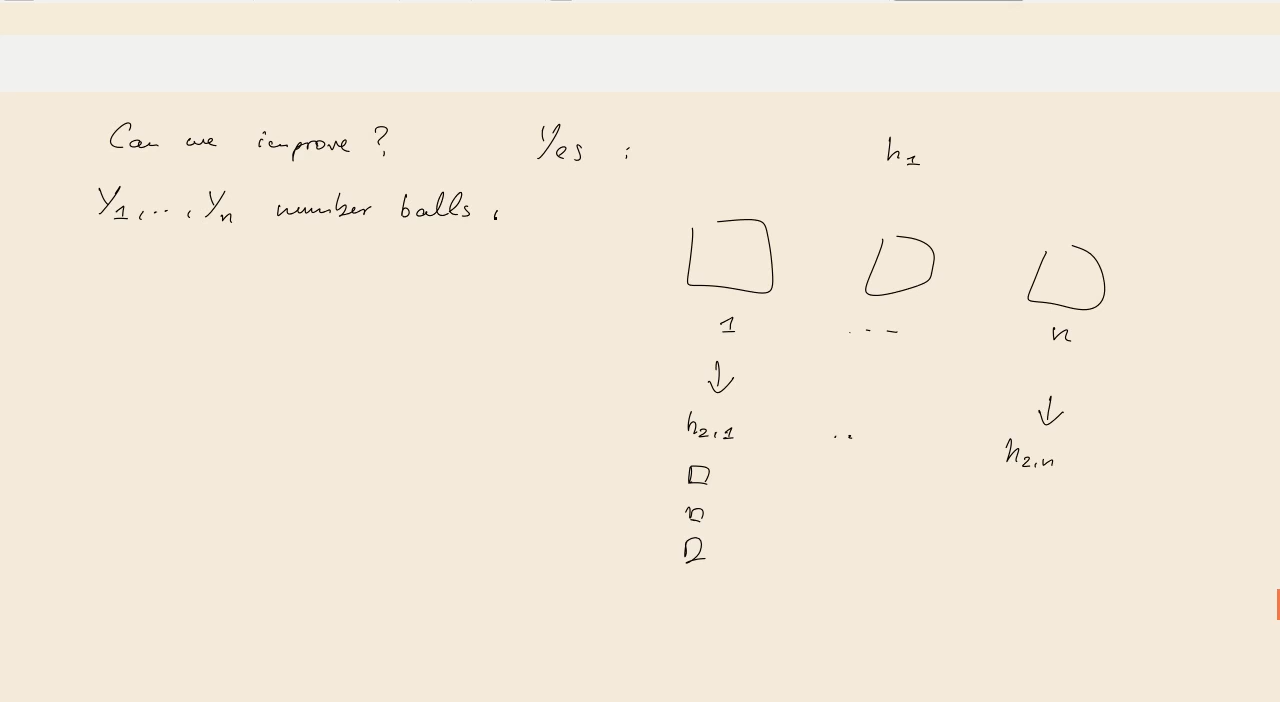 Can we improve ? Yes :
h1
Y1, ..., Yn number balls.
1 ... n
↓ ↓
h2,1 .. h2,n